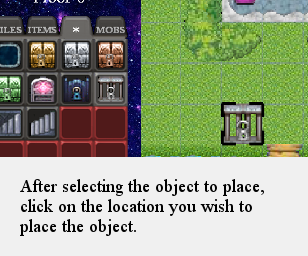 ILES ITEMS * MOBS
After selecting the object to place,
click on the location you wish to
place the object.